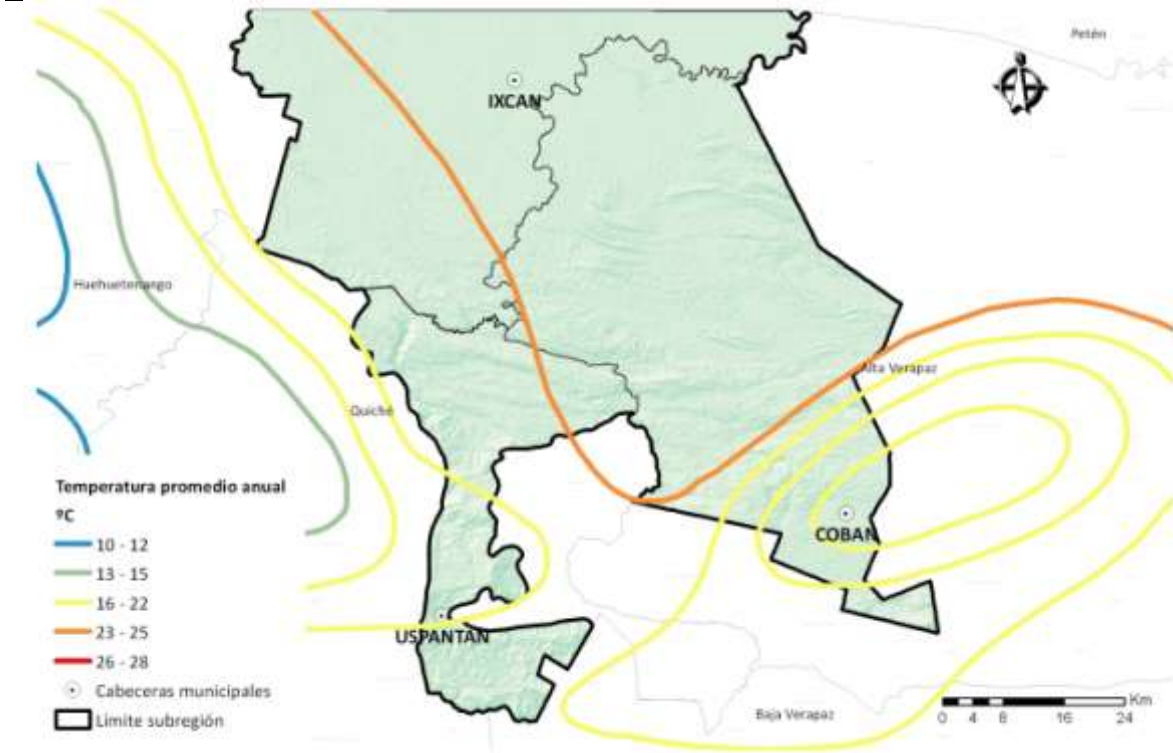 Petén
IXCAN
Huehuetenango
Alta Verapaz
Quiché
Temperatura promedio anual
ºC
10 - 12
13 - 15
16 - 22
23 - 25
26 - 28
Cabeceras municipales
Límite subregión
COBAN
USPANTAN
Baja Verapaz
Km
0 4 8 16 24